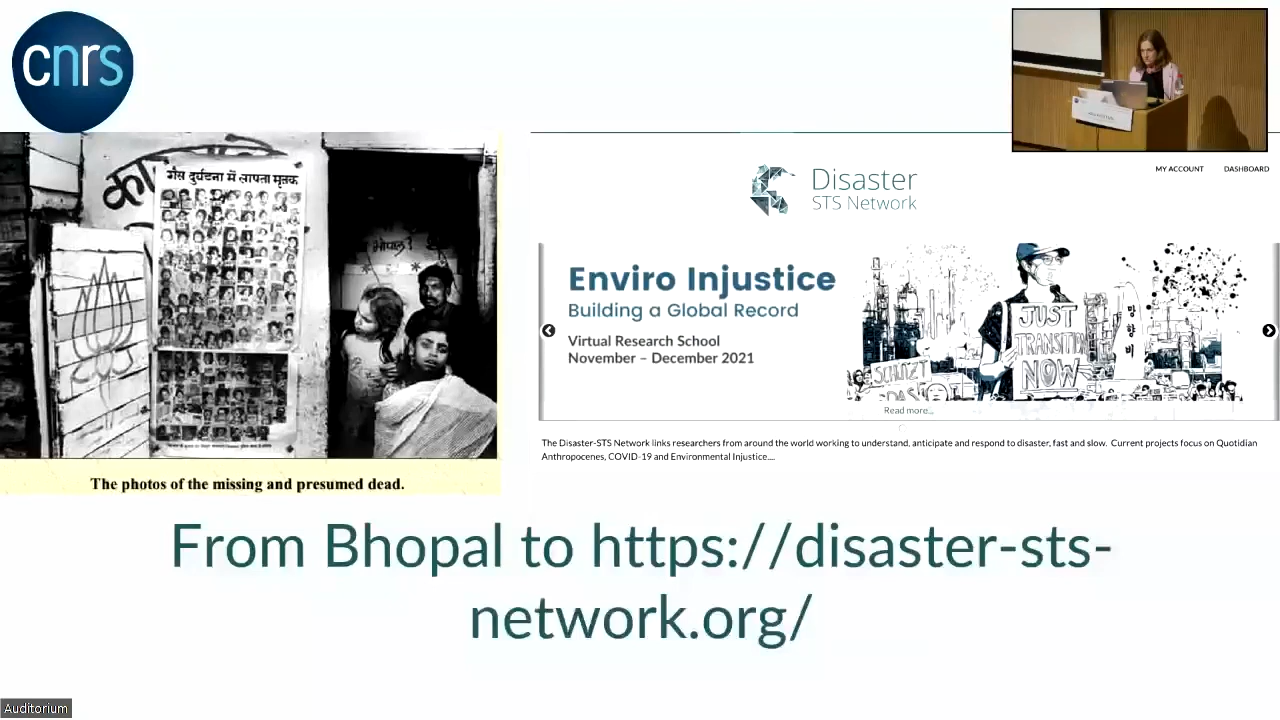 cnrs
का
गैस दुर्घटना में लापता मृतक
भोपाल?
The photos of the missing and presumed dead.
MY ACCOUNT DASHBOARD
Disaster
STS Network
Enviro Injustice
Building a Global Record
Virtual Research School
November – December 2021
JUST
TRANSITION
NOW
Read more...
The Disaster-STS Network links researchers from around the world working to understand, anticipate and respond to disaster, fast and slow. Current projects focus on Quotidian
Anthropocenes, COVID-19 and Environmental Injustice....
From Bhopal to https://disaster-sts-
network.org/
Auditorium